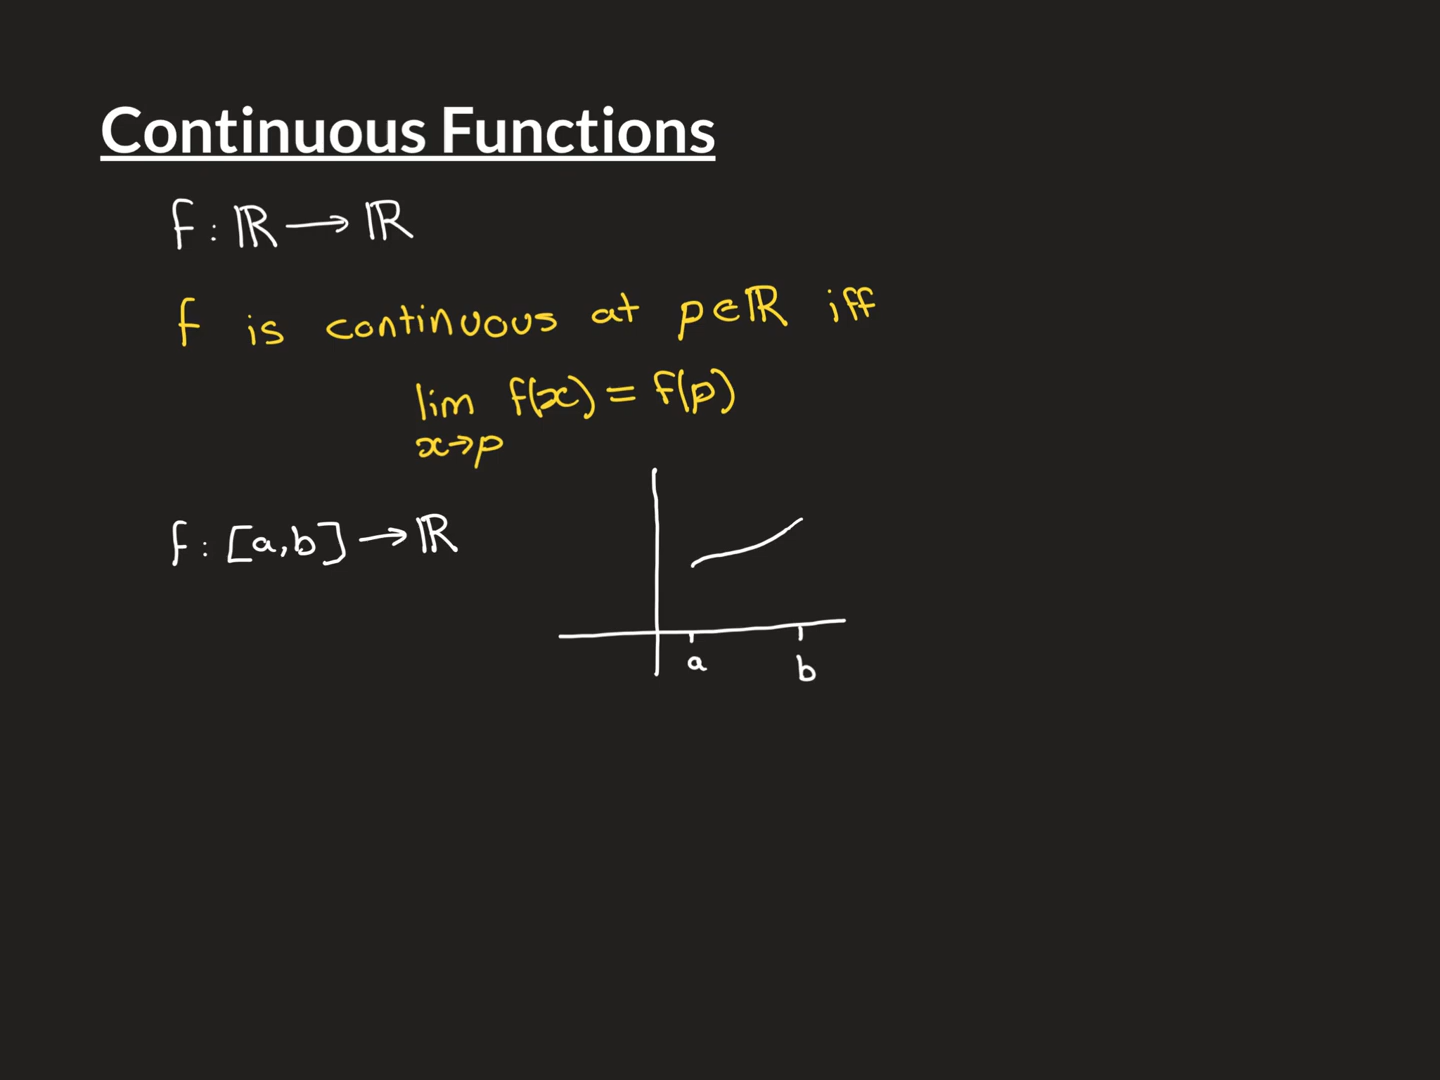 Continuous Functions
f : ℝ → ℝ
f is continuous at p∈ℝ iff
lim f(x) = f(p)
x→p
f : [a,b] → ℝ
a b